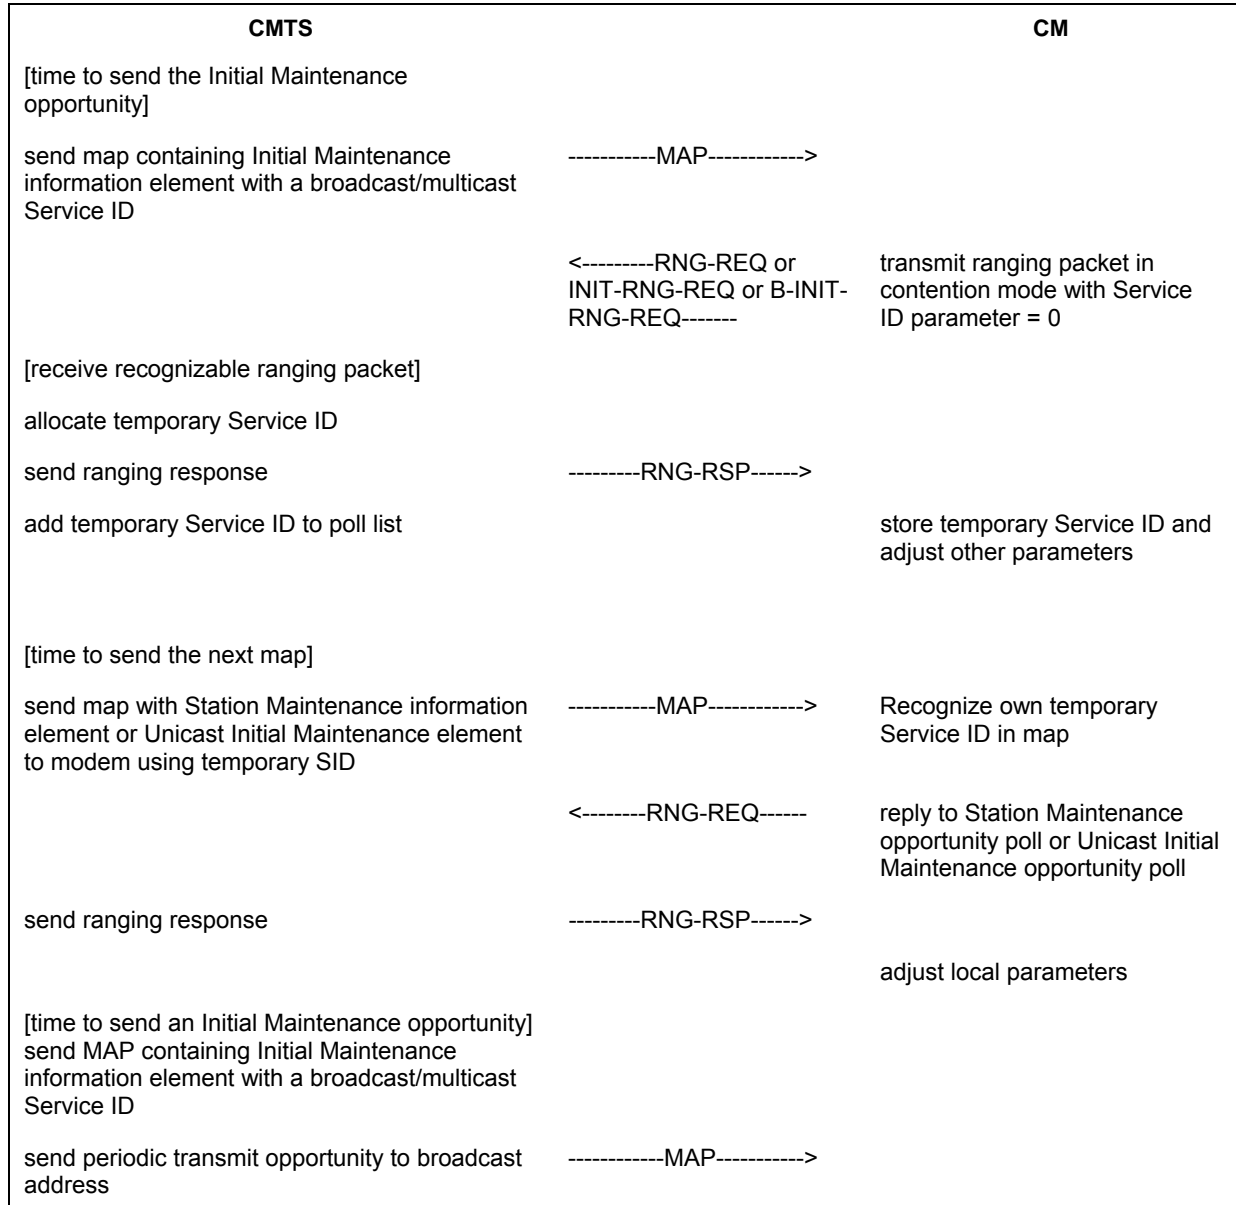 CMTS CM
[time to send the Initial Maintenance
opportunity]
send map containing Initial Maintenance
information element with a broadcast/multicast
Service ID
-----------MAP------------>
<---------RNG-REQ or
INIT-RNG-REQ or B-INIT-
RNG-REQ-------
transmit ranging packet in
contention mode with Service
ID parameter = 0
[receive recognizable ranging packet]
allocate temporary Service ID
send ranging response
---------RNG-RSP------>
add temporary Service ID to poll list
store temporary Service ID and
adjust other parameters
[time to send the next map]
send map with Station Maintenance information
element or Unicast Initial Maintenance element
to modem using temporary SID
-----------MAP------------>
Recognize own temporary
Service ID in map
<--------RNG-REQ------
reply to Station Maintenance
opportunity poll or Unicast Initial
Maintenance opportunity poll
send ranging response
---------RNG-RSP------>
adjust local parameters
[time to send an Initial Maintenance opportunity]
send MAP containing Initial Maintenance
information element with a broadcast/multicast
Service ID
send periodic transmit opportunity to broadcast
address
------------MAP----------->